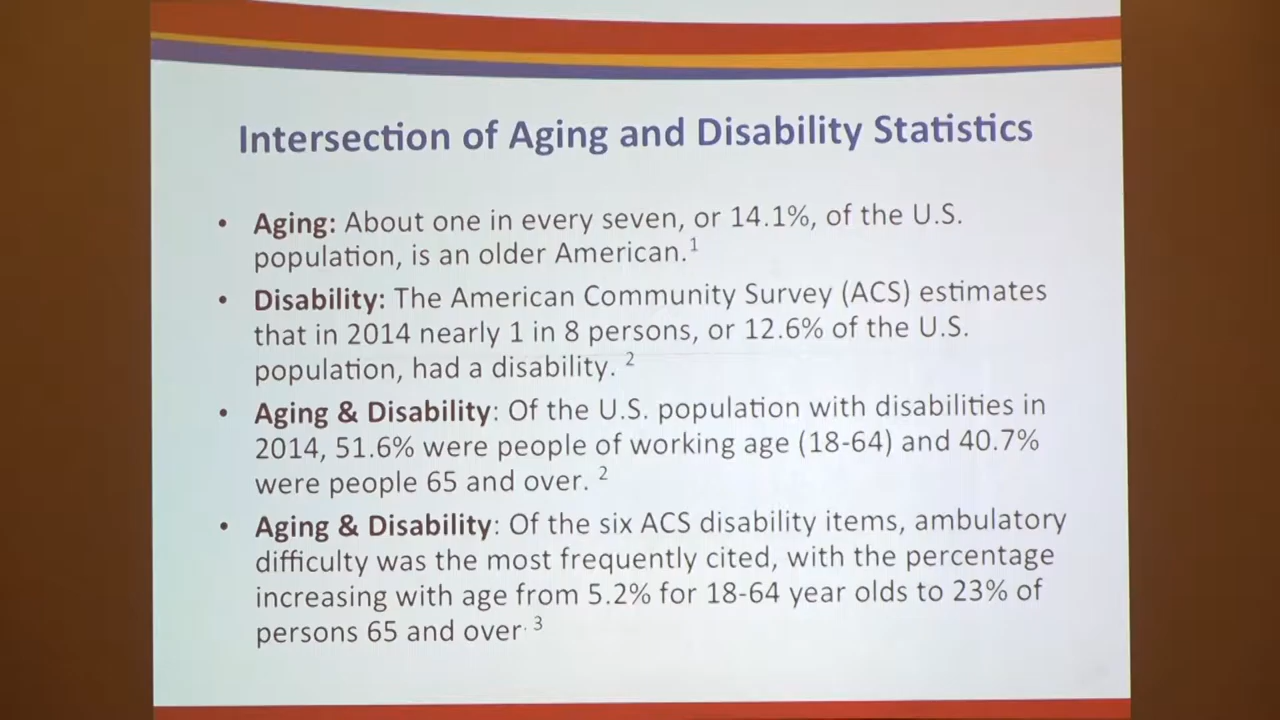 Intersection of Aging and Disability Statistics
• Aging: About one in every seven, or 14.1%, of the U.S.
population, is an older American.¹
• Disability: The American Community Survey (ACS) estimates
that in 2014 nearly 1 in 8 persons, or 12.6% of the U.S.
population, had a disability. ²
• Aging & Disability: Of the U.S. population with disabilities in
2014, 51.6% were people of working age (18-64) and 40.7%
were people 65 and over. ²
• Aging & Disability: Of the six ACS disability items, ambulatory
difficulty was the most frequently cited, with the percentage
increasing with age from 5.2% for 18-64 year olds to 23% of
persons 65 and over. ³